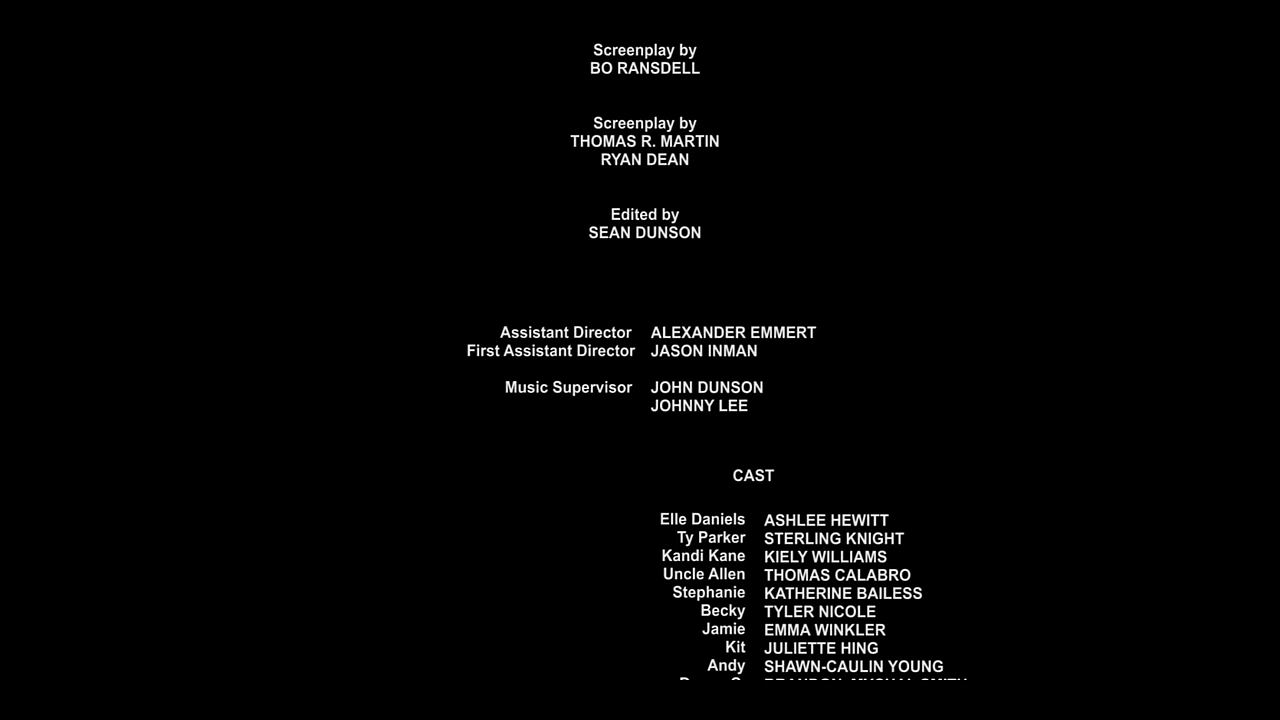 Screenplay by
BO RANSDELL
Screenplay by
THOMAS R. MARTIN
RYAN DEAN
Edited by
SEAN DUNSON
Assistant Director ALEXANDER EMMERT
First Assistant Director JASON INMAN
Music Supervisor JOHN DUNSON
JOHNNY LEE
CAST
Elle Daniels ASHLEE HEWITT
Ty Parker STERLING KNIGHT
Kandi Kane KIELY WILLIAMS
Uncle Allen THOMAS CALABRO
Stephanie KATHERINE BAILESS
Becky TYLER NICOLE
Jamie EMMA WINKLER
Kit JULIETTE HING
Andy SHAWN-CAULIN YOUNG